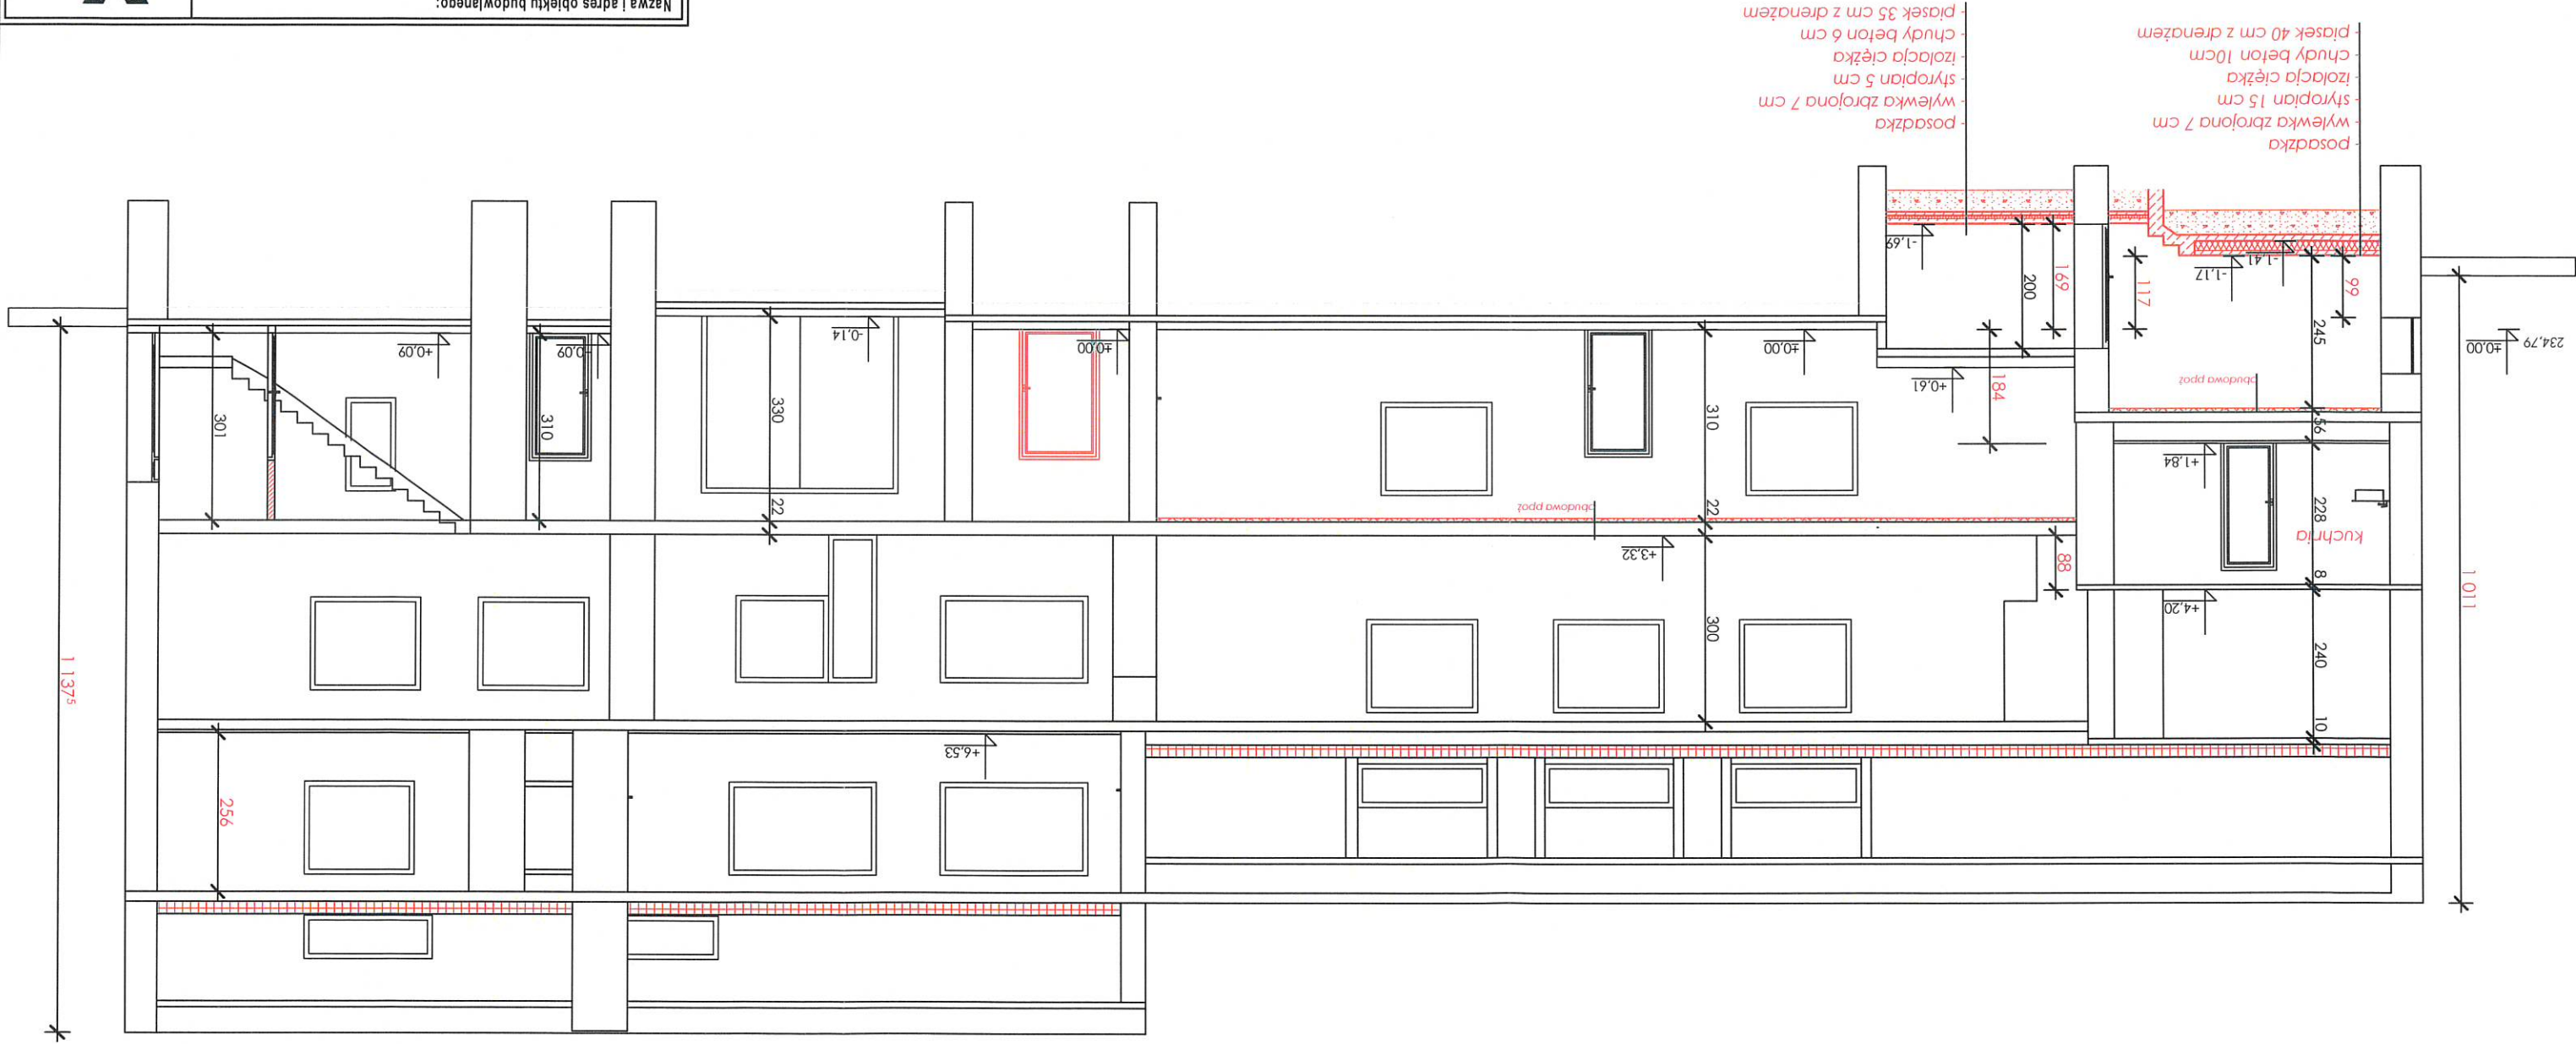 1 137⁵
1 011
256
+6,53
10
240
300
+4,20
88
8
kuchnia
228
+3,32
22
22
obudowa ppoż
+1,84
56
obudowa ppoż
245
184
310
330
310
301
+0,61
234,79
±0,00
±0,00
±0,00
-0,14
-0,09
+0,09
99
117
200
169
-1,17
-1,41
-1,69
posadzka
wylewka zbrojona 7 cm
styropian 15 cm
izolacja ciężka
chudy beton 10cm
piasek 40 cm z drenażem
posadzka
wylewka zbrojona 7 cm
styropian 5 cm
izolacja ciężka
chudy beton 6 cm
piasek 35 cm z drenażem
Nazwa i adres obiektu budowlanego: